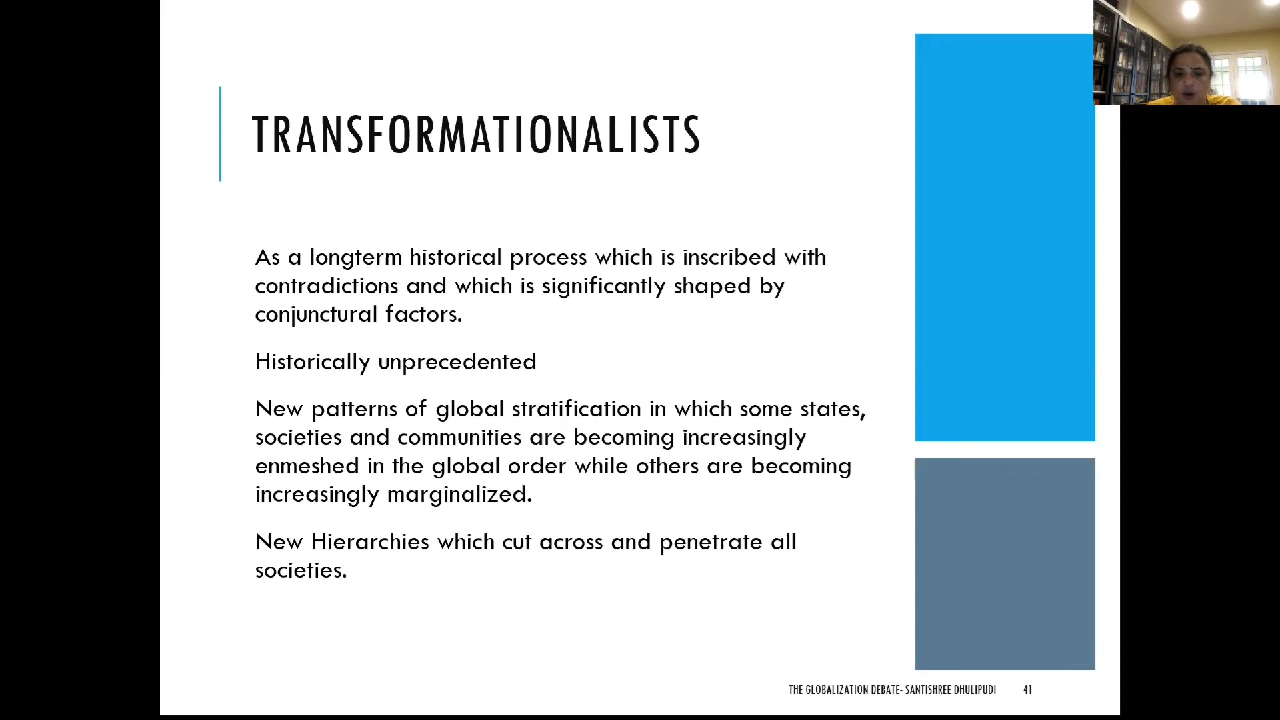 TRANSFORMATIONALISTS
As a longterm historical process which is inscribed with
contradictions and which is significantly shaped by
conjunctural factors.
Historically unprecedented
New patterns of global stratification in which some states,
societies and communities are becoming increasingly
enmeshed in the global order while others are becoming
increasingly marginalized.
New Hierarchies which cut across and penetrate all
societies.
THE GLOBALIZATION DEBATE- SANTISHREE DHULIPUDI 41